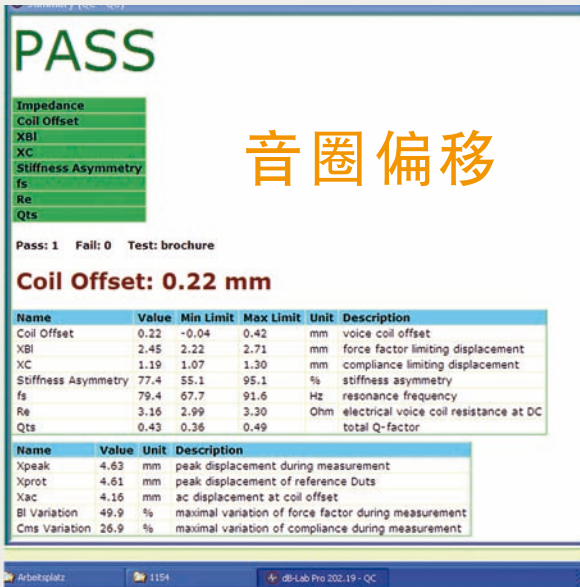 Summary (QC - QC)
PASS
Impedance
Coil Offset
XBl
XC
Stiffness Asymmetry
fs
Re
Qts
音圈偏移
Pass: 1 Fail: 0 Test: brochure
Coil Offset: 0.22 mm
Name Value Min Limit Max Limit Unit Description
Coil Offset 0.22 -0.04 0.42 mm voice coil offset
XBl 2.45 2.22 2.71 mm force factor limiting displacement
XC 1.19 1.07 1.30 mm compliance limiting displacement
Stiffness Asymmetry 77.4 55.1 95.1 % stiffness asymmetry
fs 79.4 67.7 91.6 Hz resonance frequency
Re 3.16 2.99 3.30 Ohm electrical voice coil resistance at DC
Qts 0.43 0.36 0.49 total Q-factor
Name Value Unit Description
Xpeak 4.63 mm peak displacement during measurement
Xprot 4.61 mm peak displacement of reference Duts
Xac 4.16 mm ac displacement at coil offset
Bl Variation 49.9 % maximal variation of force factor during measurement
Cms Variation 26.9 % maximal variation of compliance during measurement
Arbeitsplatz 1154 dB-Lab Pro 202.19 - QC